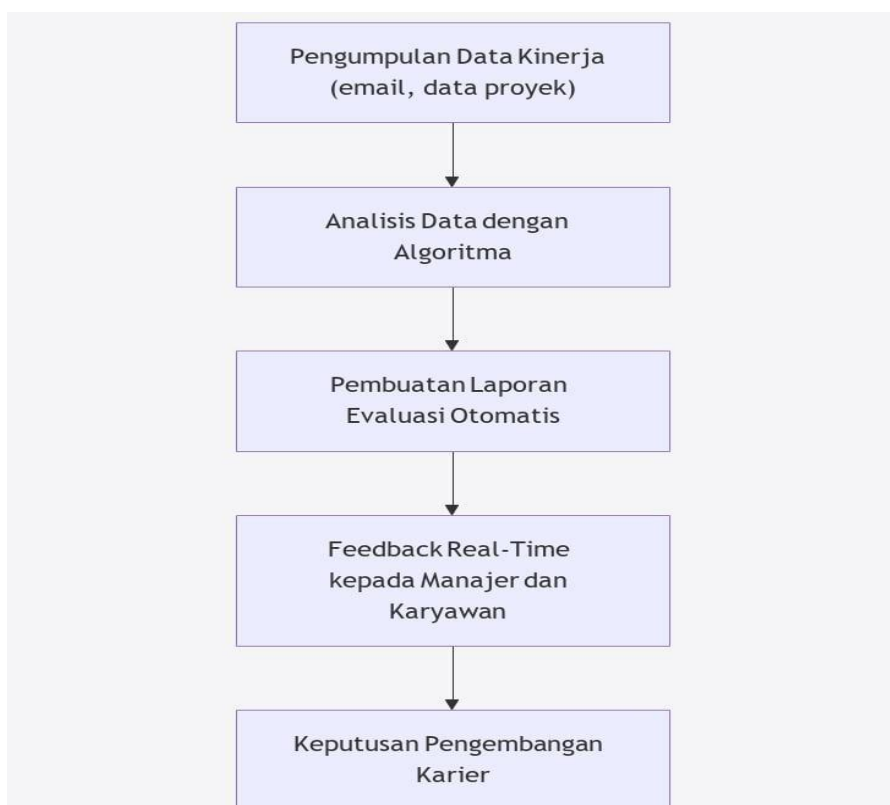 Pengumpulan Data Kinerja
(email, data proyek)
Analisis Data dengan
Algoritma
Pembuatan Laporan
Evaluasi Otomatis
Feedback Real-Time
kepada Manajer dan
Karyawan
Keputusan Pengembangan
Karier